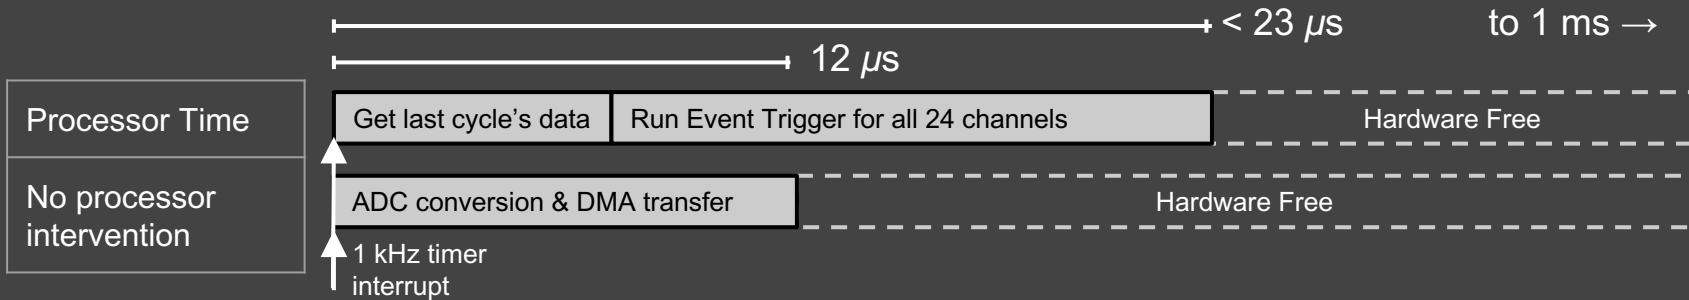 < 23 μs
to 1 ms →
12 μs
Processor Time
Get last cycle's data
Run Event Trigger for all 24 channels
Hardware Free
No processor
intervention
ADC conversion & DMA transfer
Hardware Free
1 kHz timer
interrupt